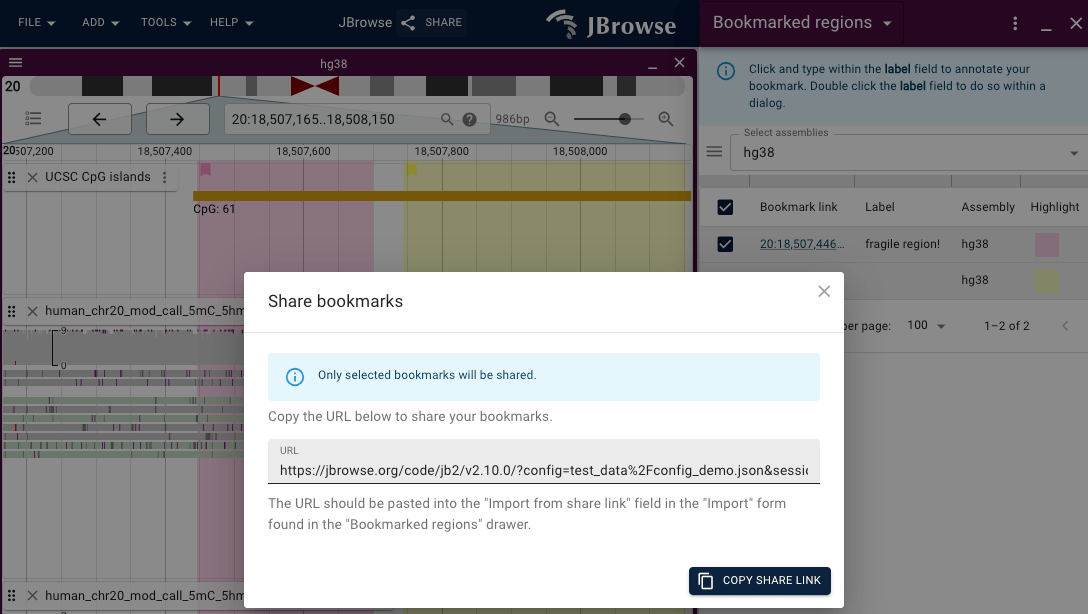 FILE ADD TOOLS HELP JBrowse SHARE JBrowse
Bookmarked regions
hg38
Click and type within the label field to annotate your
bookmark. Double click the label field to do so within a
dialog.
20
20:18,507,165..18,508,150 986bp
Select assemblies
hg38
20:507,200 18,507,400 18,507,600 18,507,800 18,508,000
UCSC CpG islands
CpG: 61
Bookmark link Label Assembly Highlight
20:18,507,446... fragile region! hg38
hg38
per page: 100 1–2 of 2
human_chr20_mod_call_5mC_5hm
9
0
Share bookmarks
Only selected bookmarks will be shared.
Copy the URL below to share your bookmarks.
URL
https://jbrowse.org/code/jb2/v2.10.0/?config=test_data%2Fconfig_demo.json&sessio
The URL should be pasted into the "Import from share link" field in the "Import" form
found in the "Bookmarked regions" drawer.
COPY SHARE LINK
human_chr20_mod_call_5mC_5hm